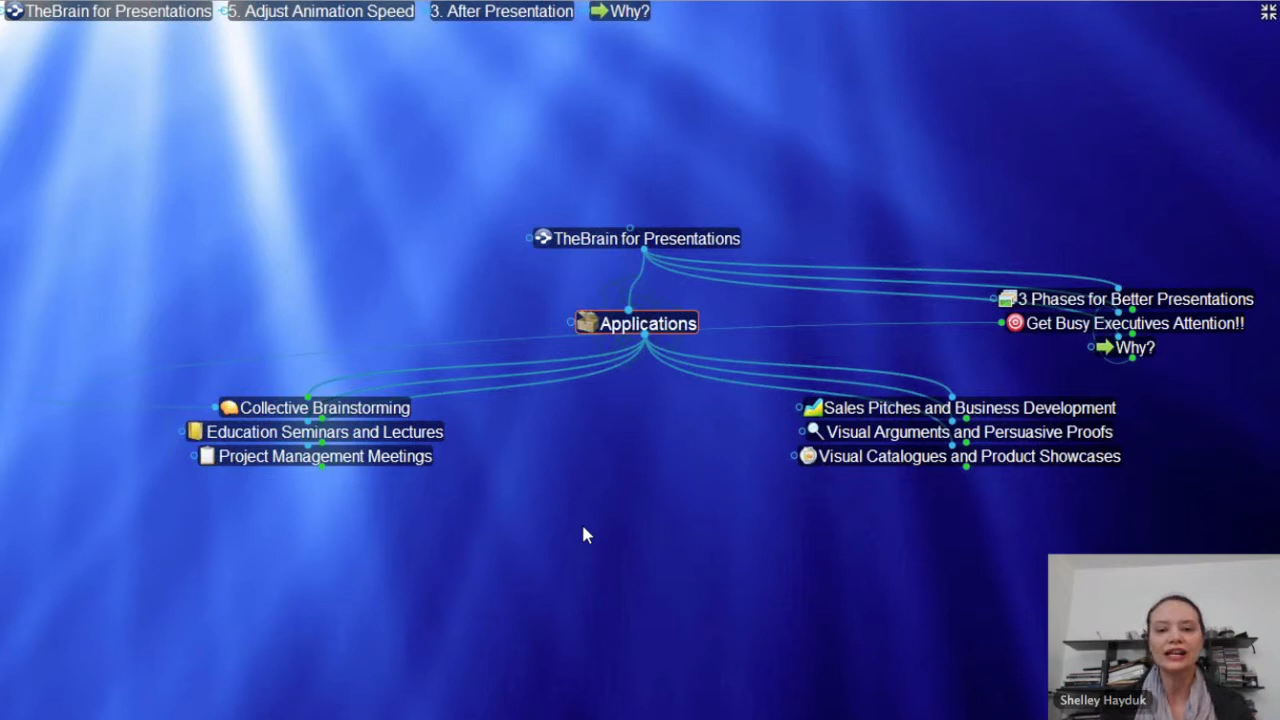 TheBrain for Presentations
5. Adjust Animation Speed
3. After Presentation
Why?
TheBrain for Presentations
3 Phases for Better Presentations
Applications
Get Busy Executives Attention!!
Why?
Collective Brainstorming
Education Seminars and Lectures
Project Management Meetings
Sales Pitches and Business Development
Visual Arguments and Persuasive Proofs
Visual Catalogues and Product Showcases
Shelley Hayduk